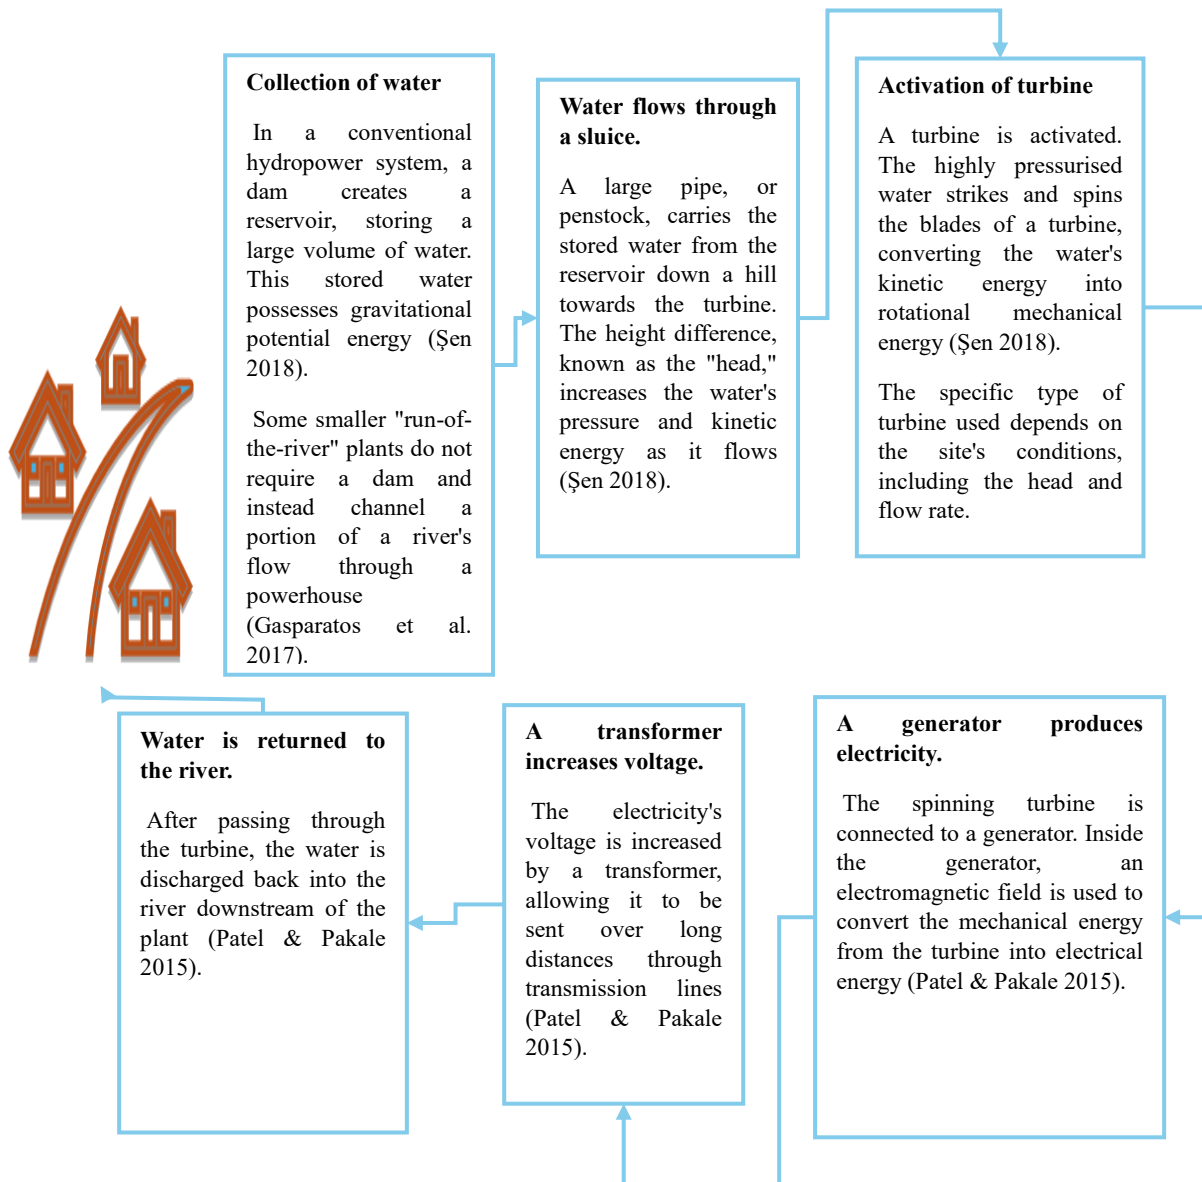 Collection of water
In a conventional
hydropower system, a
dam creates a
reservoir, storing a
large volume of water.
This stored water
possesses gravitational
potential energy (Şen
2018).
Some smaller "run-of-
the-river" plants do not
require a dam and
instead channel a
portion of a river's
flow through a
powerhouse
(Gasparatos et al.
2017).
Water flows through
a sluice.
A large pipe, or
penstock, carries the
stored water from the
reservoir down a hill
towards the turbine.
The height difference,
known as the "head,"
increases the water's
pressure and kinetic
energy as it flows
(Şen 2018).
Activation of turbine
A turbine is activated.
The highly pressurised
water strikes and spins
the blades of a turbine,
converting the water's
kinetic energy into
rotational mechanical
energy (Şen 2018).
The specific type of
turbine used depends on
the site's conditions,
including the head and
flow rate.
A generator produces
electricity.
The spinning turbine is
connected to a generator. Inside
the generator, an
electromagnetic field is used to
convert the mechanical energy
from the turbine into electrical
energy (Patel & Pakale 2015).
A transformer
increases voltage.
The electricity's
voltage is increased
by a transformer,
allowing it to be
sent over long
distances through
transmission lines
(Patel & Pakale
2015).
Water is returned to
the river.
After passing through
the turbine, the water is
discharged back into the
river downstream of the
plant (Patel & Pakale
2015).